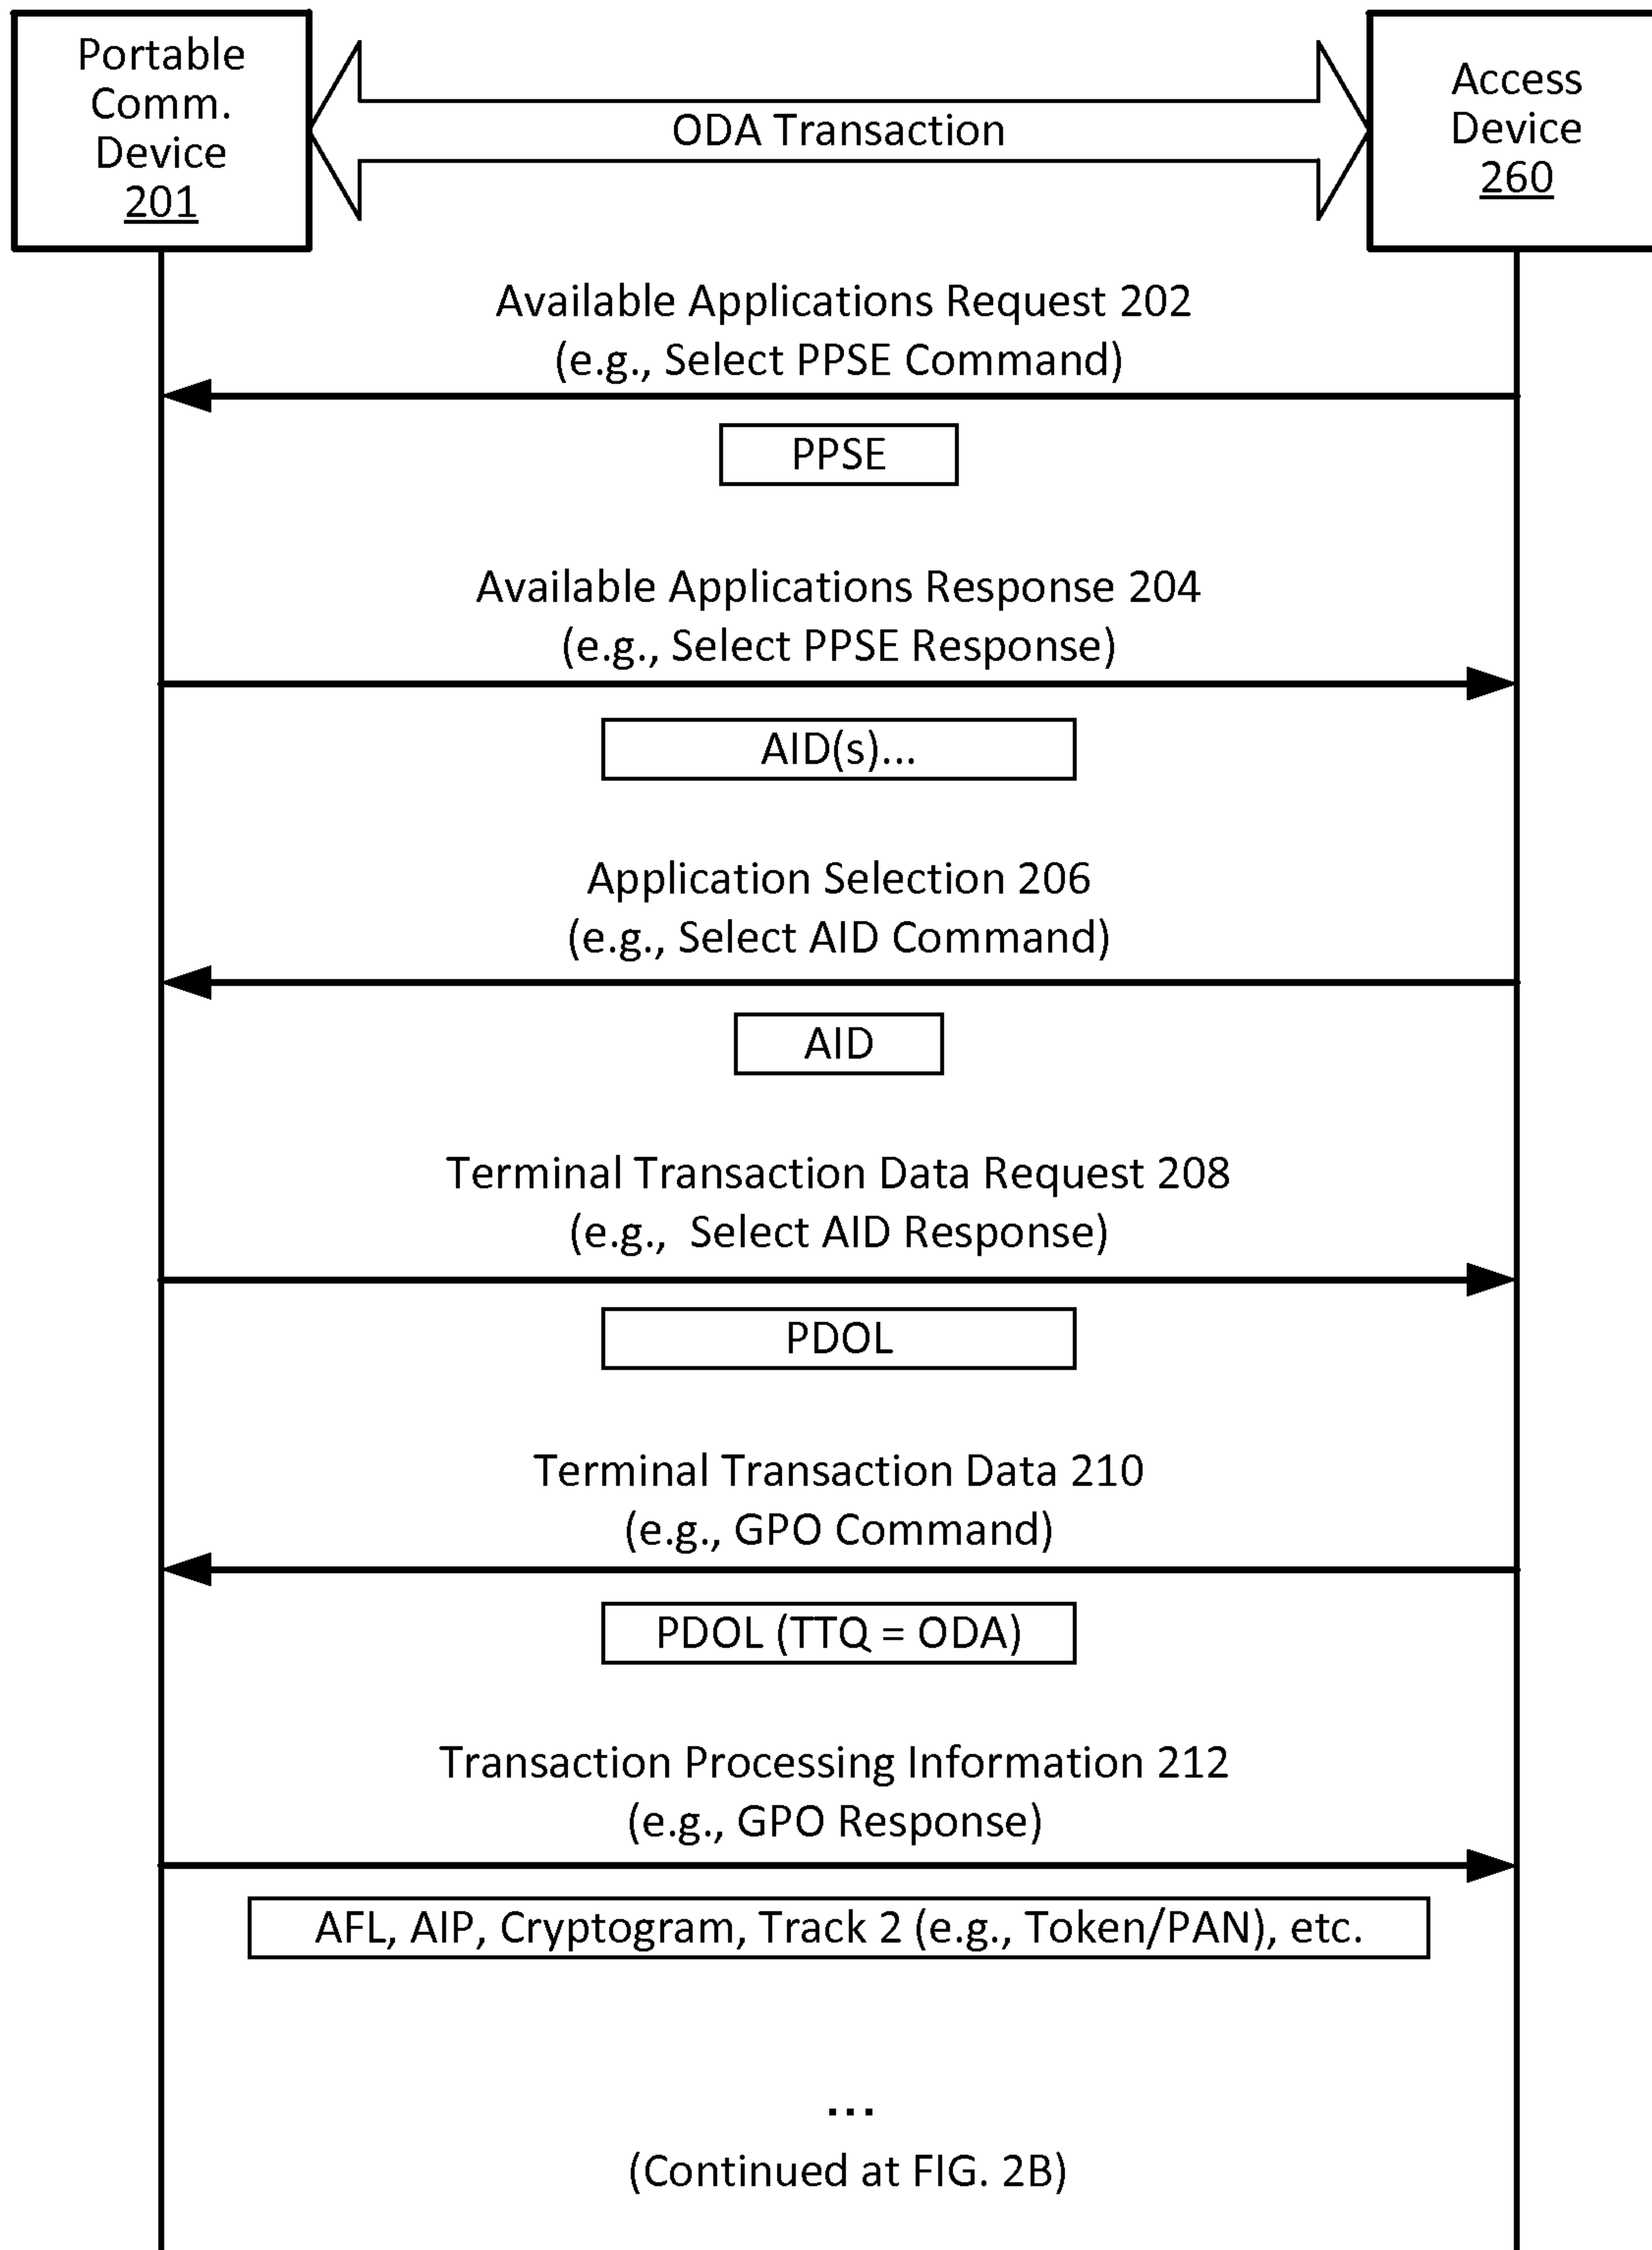 Portable
Comm.
Device
201
ODA Transaction
Access
Device
260
Available Applications Request 202
(e.g., Select PPSE Command)
PPSE
Available Applications Response 204
(e.g., Select PPSE Response)
AID(s)...
Application Selection 206
(e.g., Select AID Command)
AID
Terminal Transaction Data Request 208
(e.g., Select AID Response)
PDOL
Terminal Transaction Data 210
(e.g., GPO Command)
PDOL (TTQ = ODA)
Transaction Processing Information 212
(e.g., GPO Response)
AFL, AIP, Cryptogram, Track 2 (e.g., Token/PAN), etc.
...
(Continued at FIG. 2B)